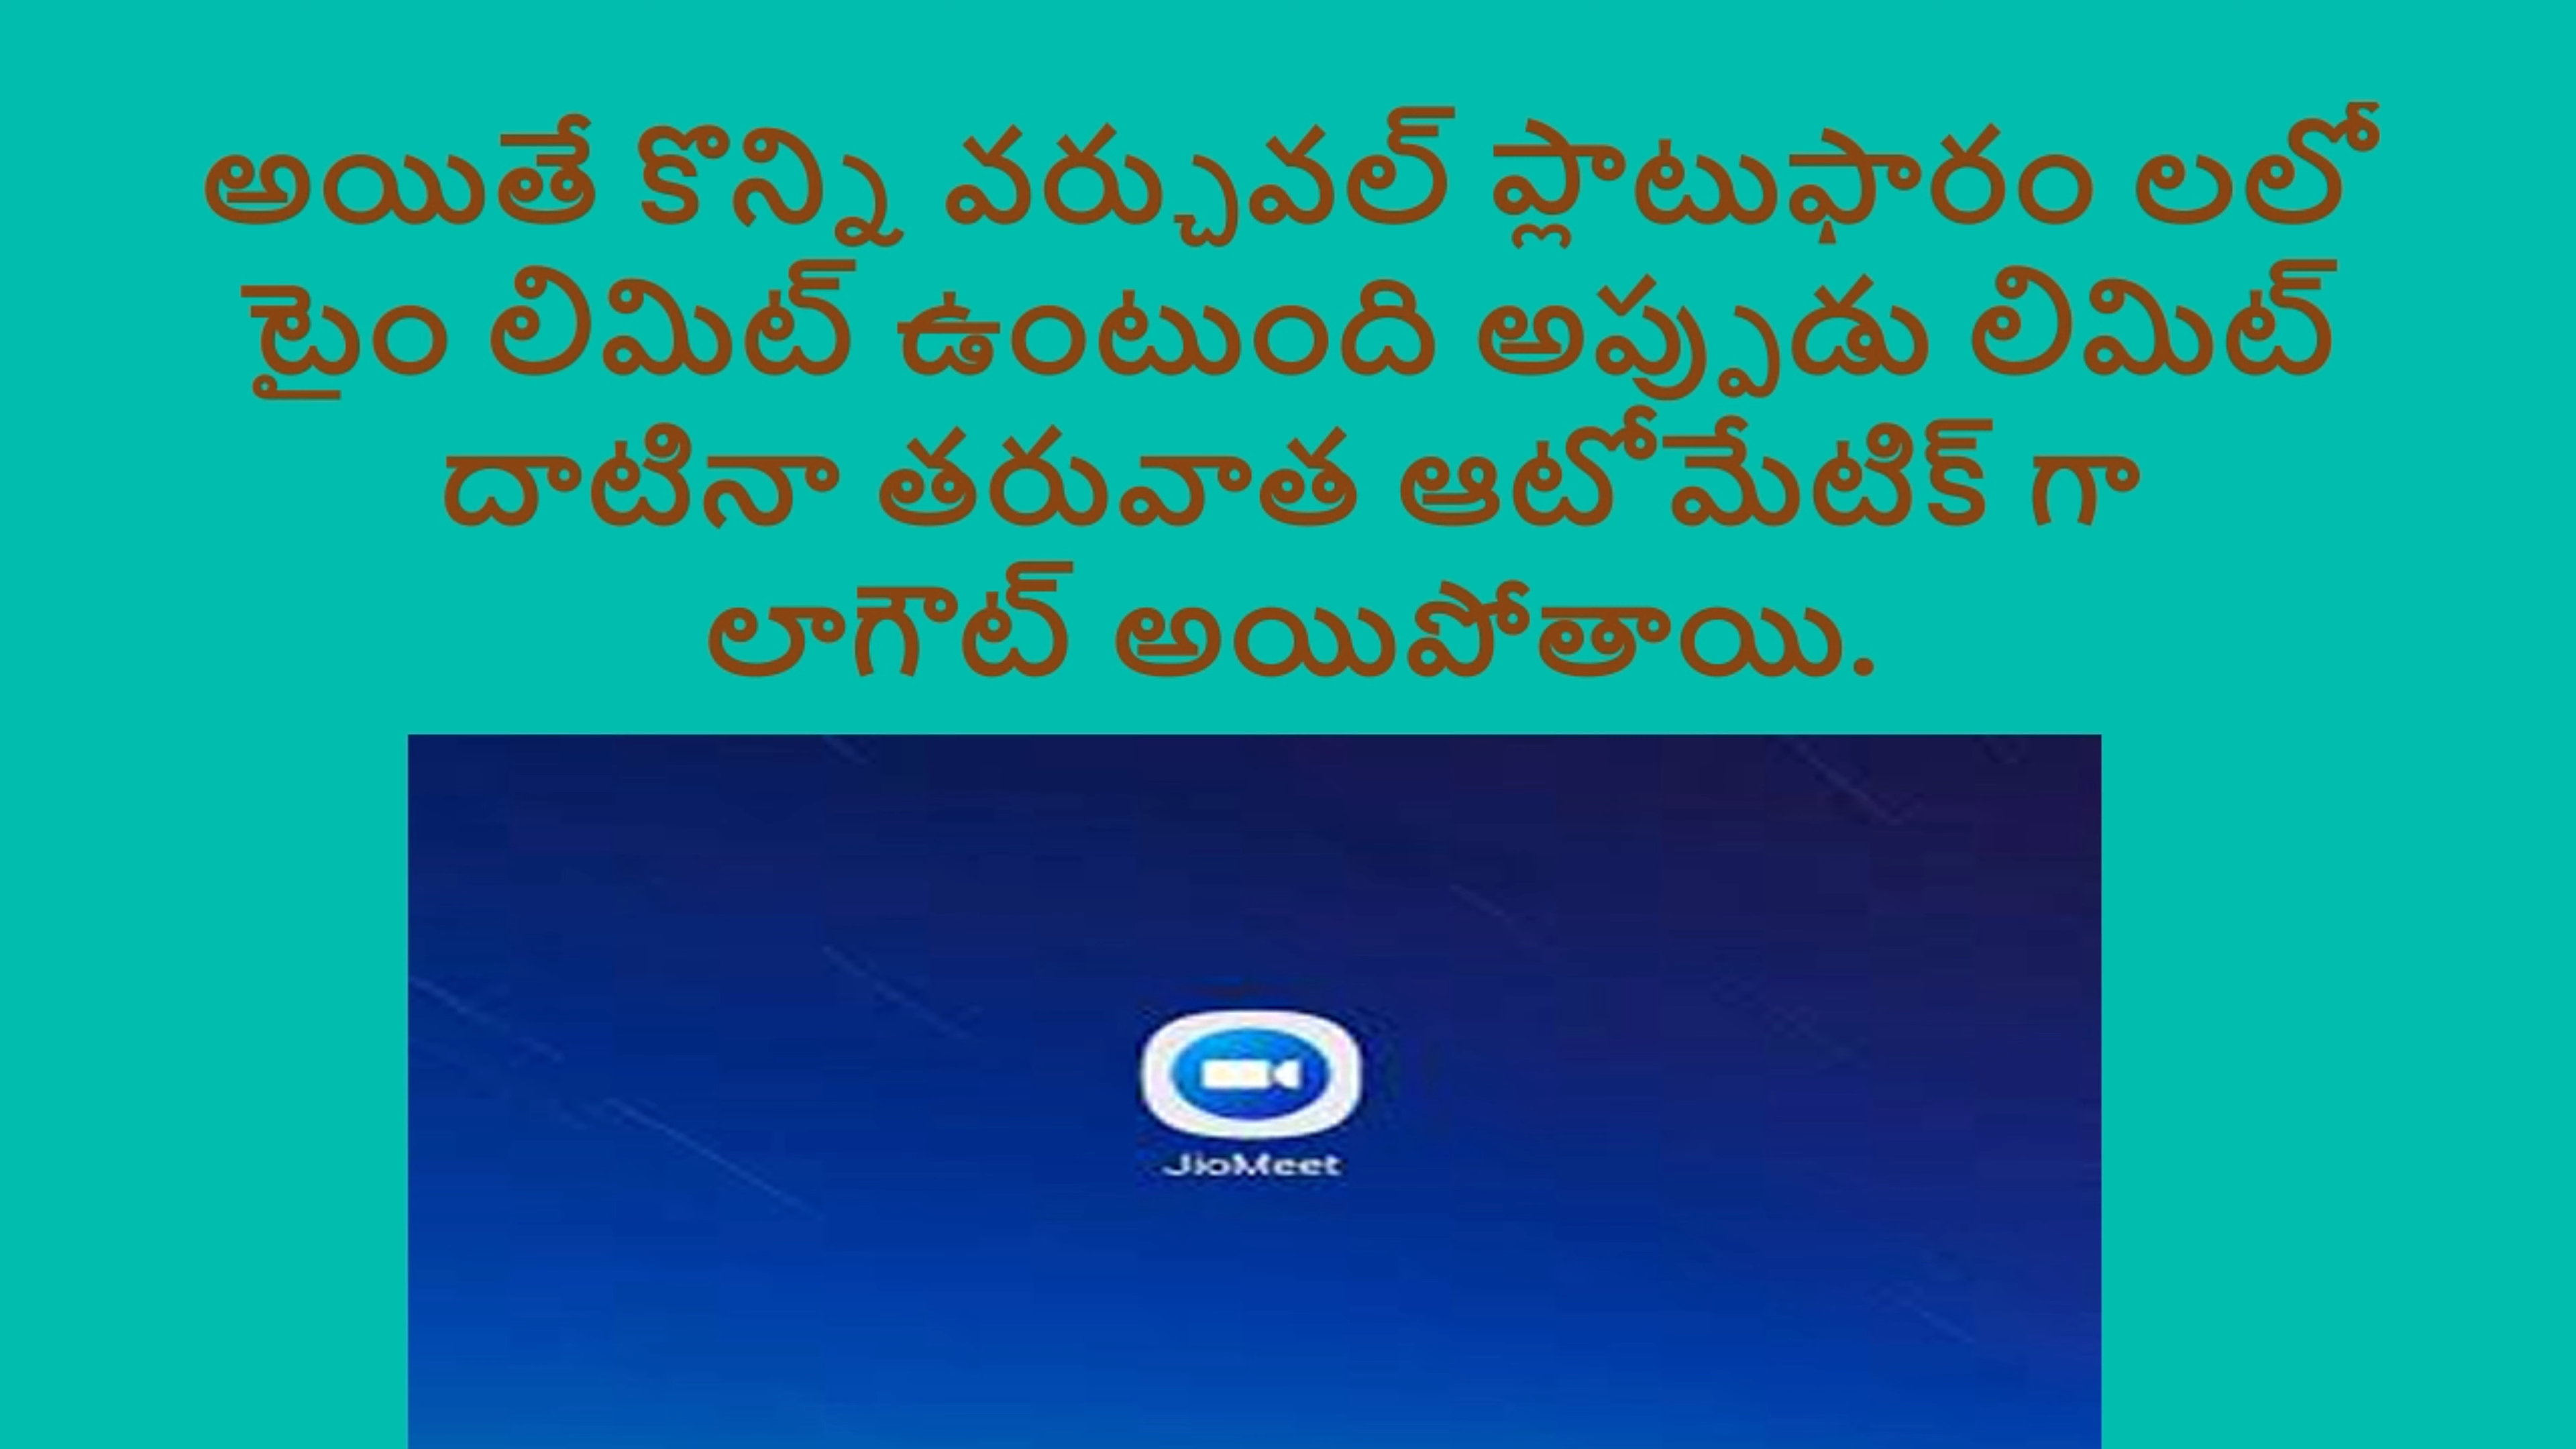 అయితే కొన్ని వర్చువల్ ప్లాటుఫారం లలో
టైం లిమిట్ ఉంటుంది అప్పుడు లిమిట్
దాటినా తరువాత ఆటోమేటిక్ గా
లాగౌట్ అయిపోతాయి.
JioMeet